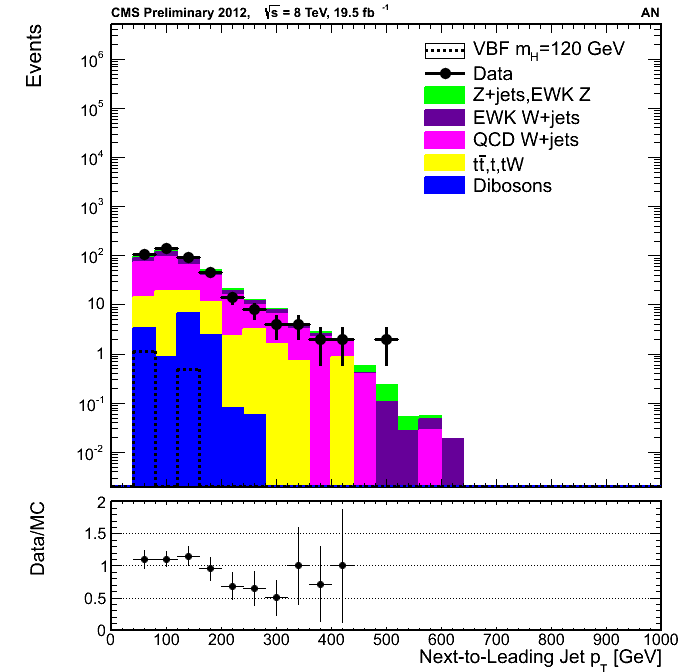 CMS Preliminary 2012, √s = 8 TeV, 19.5 fb⁻¹ AN
Events
10⁶
10⁵
10⁴
10³
10²
10
1
10⁻¹
10⁻²
VBF m_H=120 GeV
Data
Z+jets,EWK Z
EWK W+jets
QCD W+jets
tt̄,t,tW
Dibosons
Data/MC
2
1.5
1
0.5
0
0 100 200 300 400 500 600 700 800 900 1000
Next-to-Leading Jet p_T [GeV]